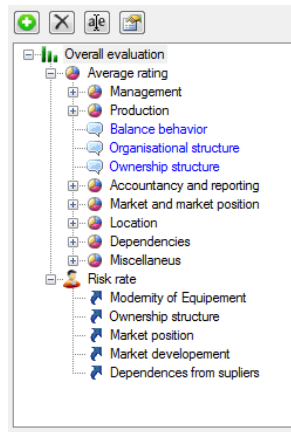 a|e
Overall evaluation
Average rating
Management
Production
Balance behavior
Organisational structure
Ownership structure
Accountancy and reporting
Market and market position
Location
Dependencies
Miscellaneus
Risk rate
Modernity of Equipement
Ownership structure
Market position
Market developement
Dependences from supliers